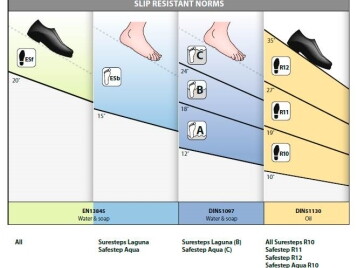 SLIP RESISTANT NORMS
ESf
20°
ESb
15°
C
24°
B
18°
A
12°
35°
R12
27°
R11
19°
R10
10°
EN13845
Water & soap
DIN51097
Water & soap
DIN51130
Oil
All
Suresteps Laguna
Safestep Aqua
Suresteps Laguna (B)
Safestep Aqua (C)
All Suresteps R10
Safestep R11
Safestep R12
Safestep Aqua R10